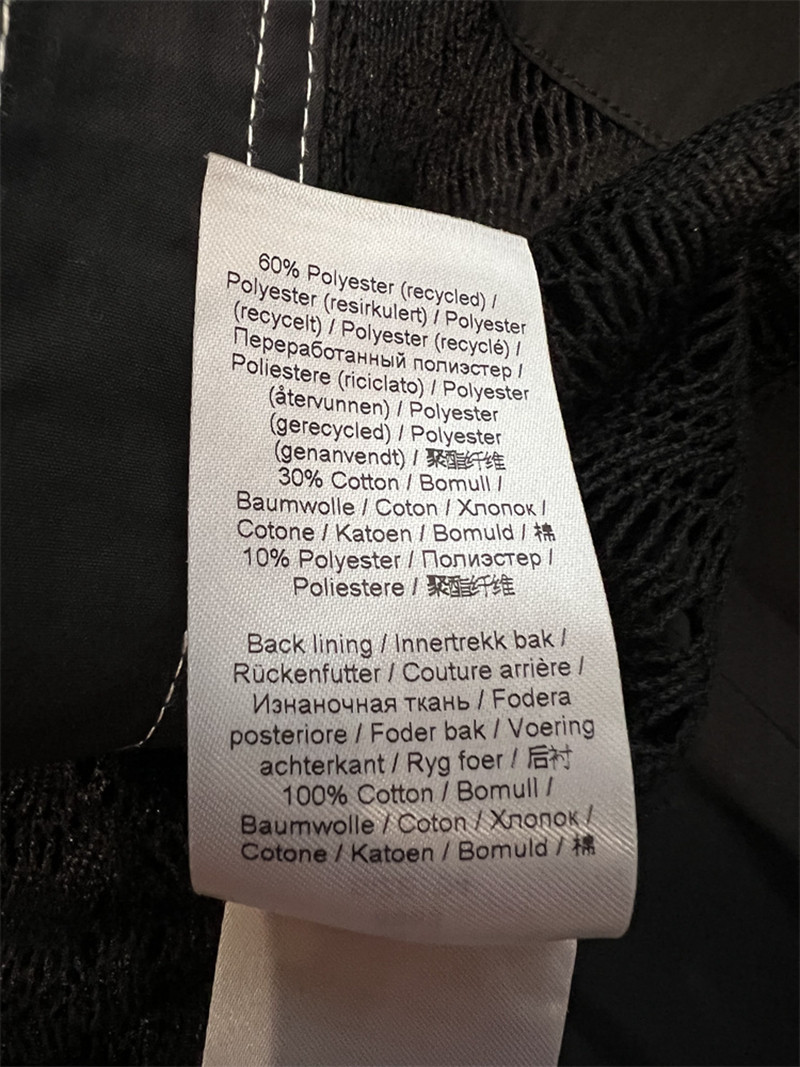 60% Polyester (recycled) /
Polyester (resirkulert) / Polyester
(recycelt) / Polyester (recyclé) /
Переработанный полиэстер /
Poliestere (riciclato) / Polyester
(återvunnen) / Polyester
(gerecycled) / Polyester
(genanvendt) / 聚酯纤维
30% Cotton / Bomull /
Baumwolle / Coton / Хлопок /
Cotone / Katoen / Bomuld / 棉
10% Polyester / Полиэстер /
Poliestere / 聚酯纤维
Back lining / Innertrekk bak /
Rückenfutter / Couture arrière /
Изнаночная ткань / Fodera
posteriore / Foder bak / Voering
achterkant / Ryg foer / 后衬
100% Cotton / Bomull /
Baumwolle / Coton / Хлопок /
Cotone / Katoen / Bomuld / 棉